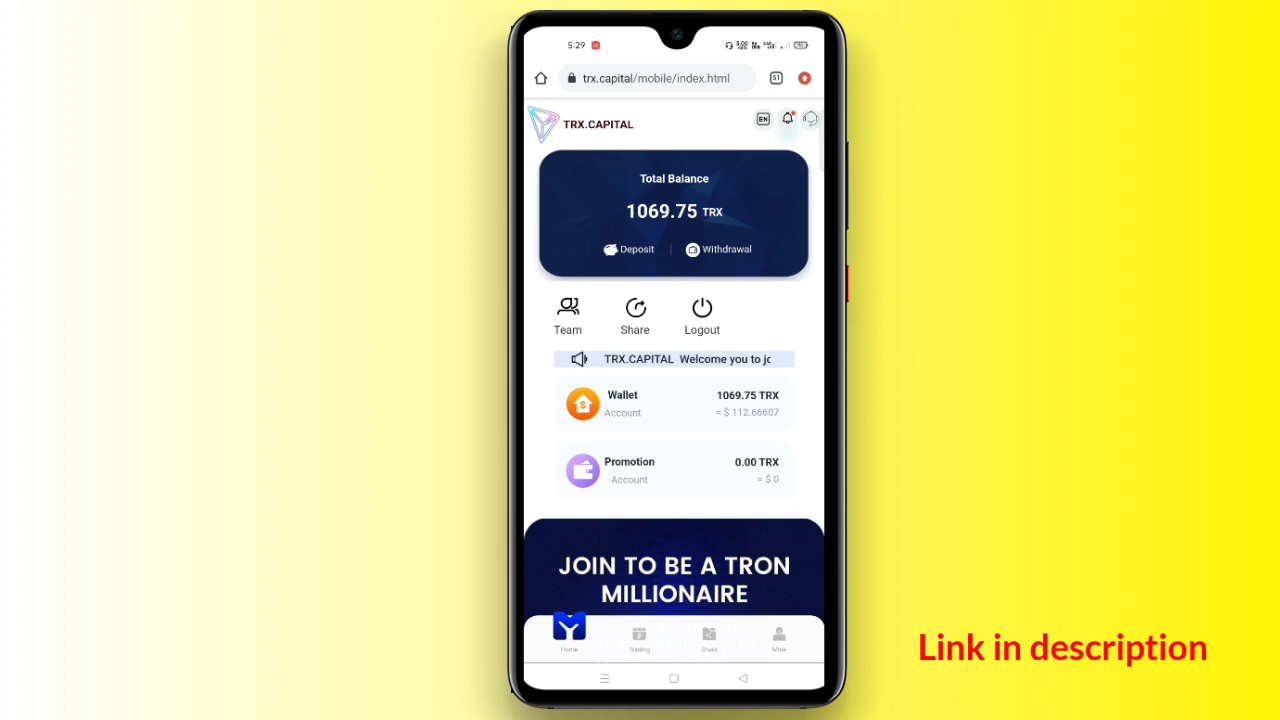 5:29
trx.capital/mobile/index.html
51
TRX.CAPITAL
EN
Total Balance
1069.75 TRX
Deposit
Withdrawal
Team
Share
Logout
TRX.CAPITAL Welcome you to jo
Wallet
1069.75 TRX
Account
= $ 112.66607
Promotion
0.00 TRX
Account
= $ 0
JOIN TO BE A TRON
MILLIONAIRE
Home
Trading
Share
Mine
Link in description